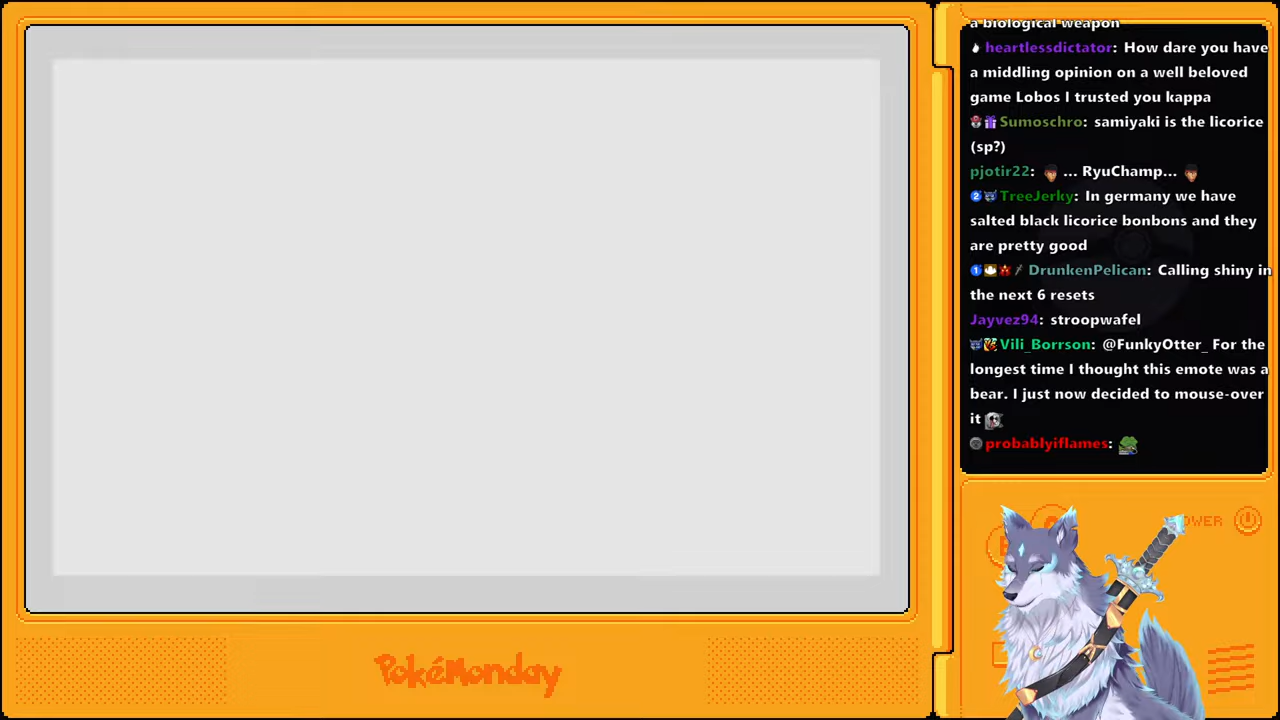 a biological weapon
heartlessdictator: How dare you have
a middling opinion on a well beloved
game Lobos I trusted you kappa
Sumoschro: samiyaki is the licorice
(sp?)
pjotir22: ... RyuChamp...
TreeJerky: In germany we have
salted black licorice bonbons and they
are pretty good
DrunkenPelican: Calling shiny in
the next 6 resets
Jayvez94: stroopwafel
Vili_Borrson: @FunkyOtter_ For the
longest time I thought this emote was a
bear. I just now decided to mouse-over
it
probablyiflames:
PokéMonday